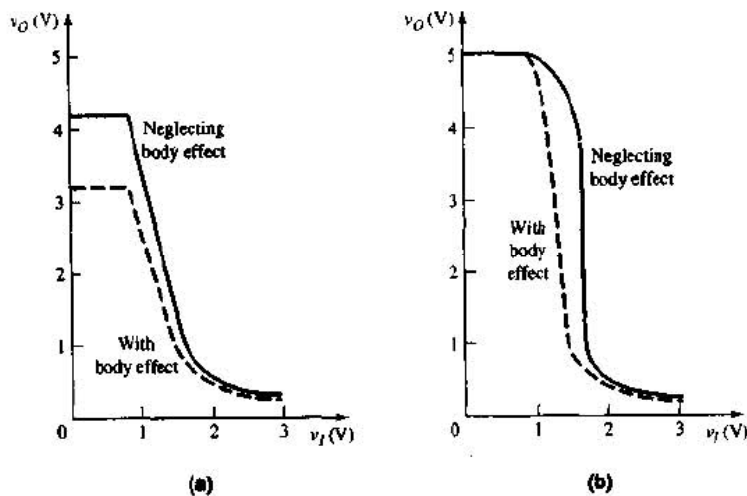 v_O (V)
5
4
3
2
1
0
1
2
3
v_I (V)
Neglecting
body effect
With
body effect
(a)
v_O (V)
5
4
3
2
1
0
1
2
3
v_I (V)
Neglecting
body effect
With
body
effect
(b)